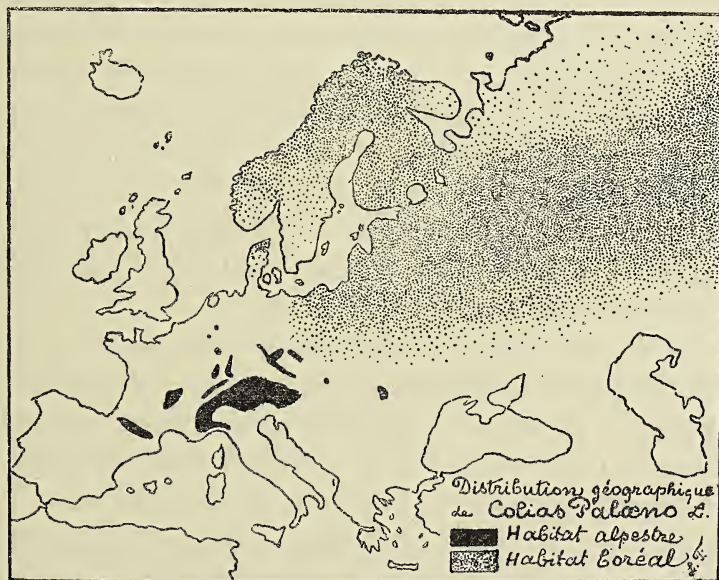 Distribution géographique
de Colias Palæno L.
Habitat alpestre
Habitat boréal